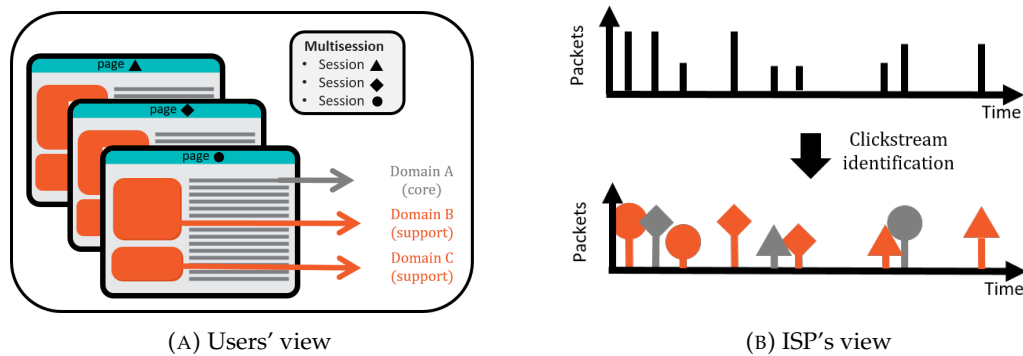 Multisession
• Session
• Session
• Session
page
page
page
Domain A
(core)
Domain B
(support)
Domain C
(support)
(A) Users' view
Packets
Time
Clickstream
identification
Packets
Time
(B) ISP's view